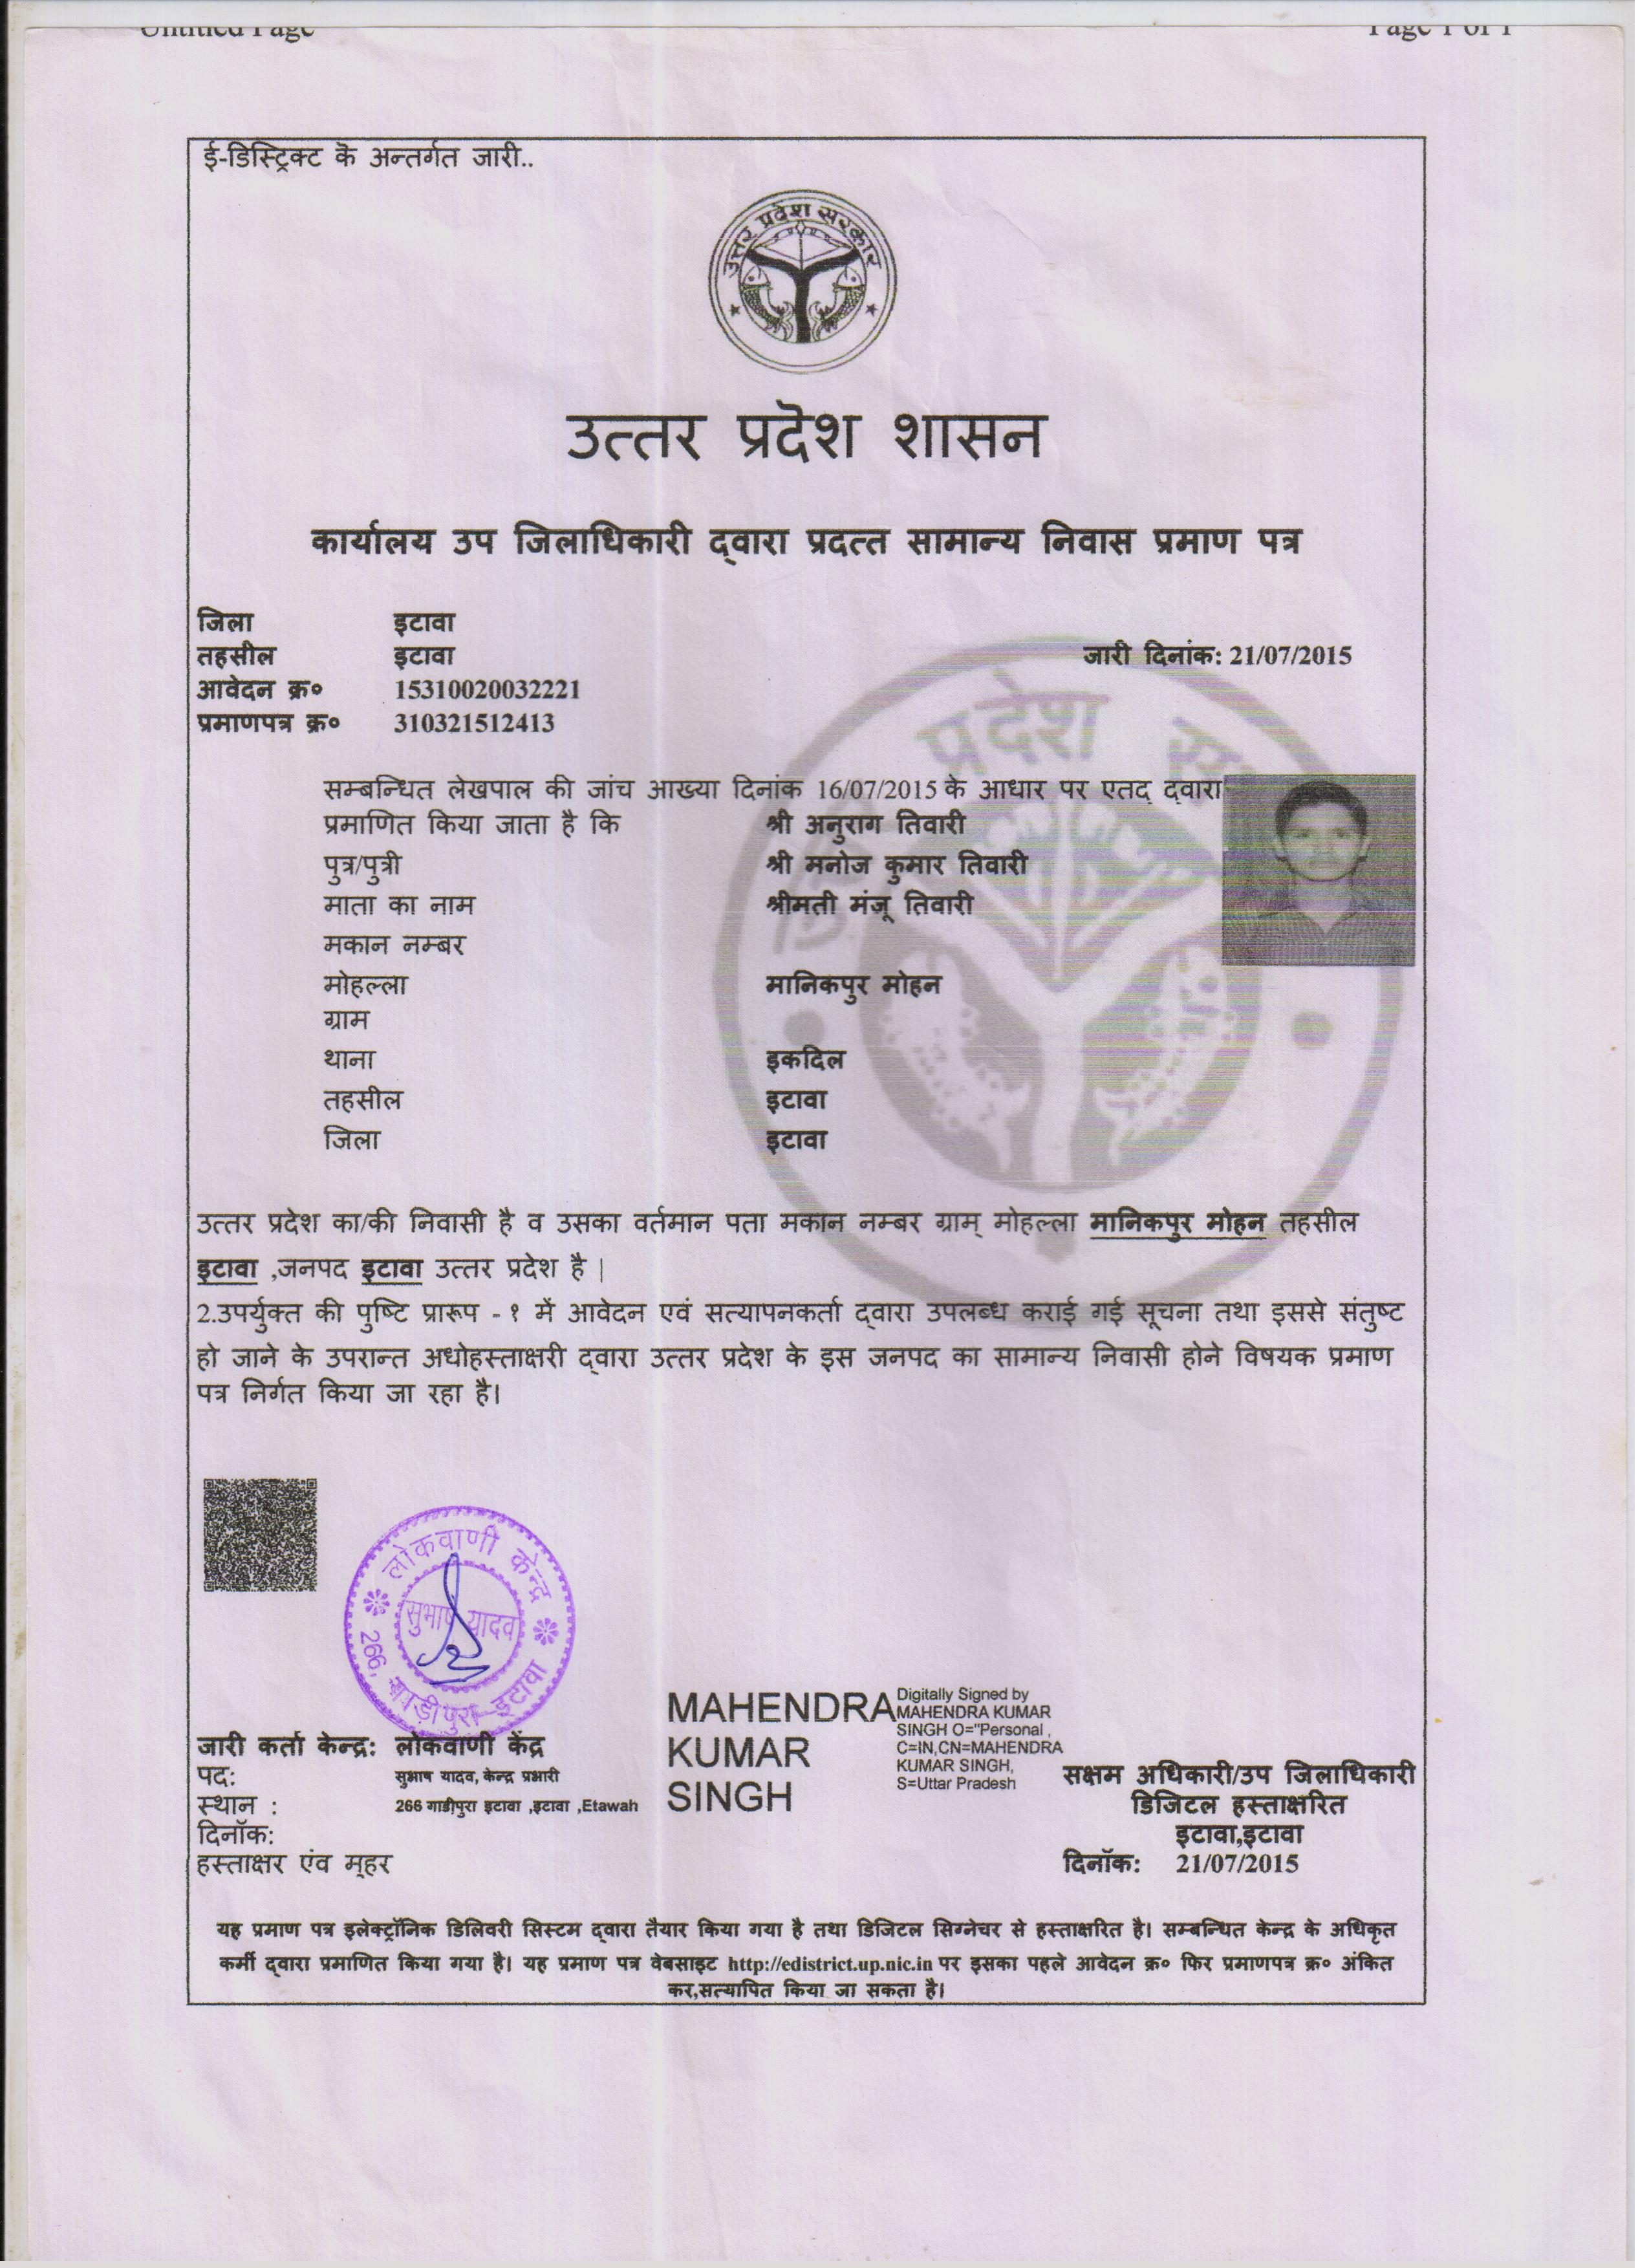 Untitled Page Page 1 of 1
ई-डिस्ट्रिक्ट के अन्तर्गत जारी..
उत्तर प्रदेश सरकार
उत्तर प्रदेश शासन
कार्यालय उप जिलाधिकारी द्वारा प्रदत्त सामान्य निवास प्रमाण पत्र
जिला इटावा
तहसील इटावा जारी दिनांक: 21/07/2015
आवेदन क्र० 15310020032221
प्रमाणपत्र क्र० 310321512413
सम्बन्धित लेखपाल की जांच आख्या दिनांक 16/07/2015 के आधार पर एतद् द्वारा
प्रमाणित किया जाता है कि श्री अनुराग तिवारी
पुत्र/पुत्री श्री मनोज कुमार तिवारी
माता का नाम श्रीमती मंजू तिवारी
मकान नम्बर
मोहल्ला मानिकपुर मोहन
ग्राम
थाना इकदिल
तहसील इटावा
जिला इटावा
उत्तर प्रदेश का/की निवासी है व उसका वर्तमान पता मकान नम्बर ग्राम् मोहल्ला मानिकपुर मोहन तहसील
इटावा ,जनपद इटावा उत्तर प्रदेश है |
2.उपर्युक्त की पुष्टि प्रारूप -१ में आवेदन एवं सत्यापनकर्ता द्वारा उपलब्ध कराई गई सूचना तथा इससे संतुष्ट
हो जाने के उपरान्त अधोहस्ताक्षरी द्वारा उत्तर प्रदेश के इस जनपद का सामान्य निवासी होने विषयक प्रमाण
पत्र निर्गत किया जा रहा है।
लोकवाणी केन्द्र
सुभाष यादव
266, गाड़ीपुरा-इटावा
MAHENDRA KUMAR SINGH
Digitally Signed by
MAHENDRA KUMAR
SINGH O="Personal ,
C=IN,CN=MAHENDRA
KUMAR SINGH,
S=Uttar Pradesh
जारी कर्ता केन्द्र: लोकवाणी केंद्र
पद: सुभाष यादव, केन्द्र प्रभारी
स्थान : 266 गाडीपुरा इटावा ,इटावा ,Etawah
दिनॉक:
हस्ताक्षर एंव म्हर
सक्षम अधिकारी/उप जिलाधिकारी
डिजिटल हस्ताक्षरित
इटावा,इटावा
दिनॉक: 21/07/2015
यह प्रमाण पत्र इलेक्ट्रॉनिक डिलिवरी सिस्टम द्वारा तैयार किया गया है तथा डिजिटल सिग्नेचर से हस्ताक्षरित है। सम्बन्धित केन्द्र के अधिकृत
कर्मी द्वारा प्रमाणित किया गया है। यह प्रमाण पत्र वेबसाइट http://edistrict.up.nic.in पर इसका पहले आवेदन क्र० फिर प्रमाणपत्र क्र० अंकित
कर,सत्यापित किया जा सकता है।